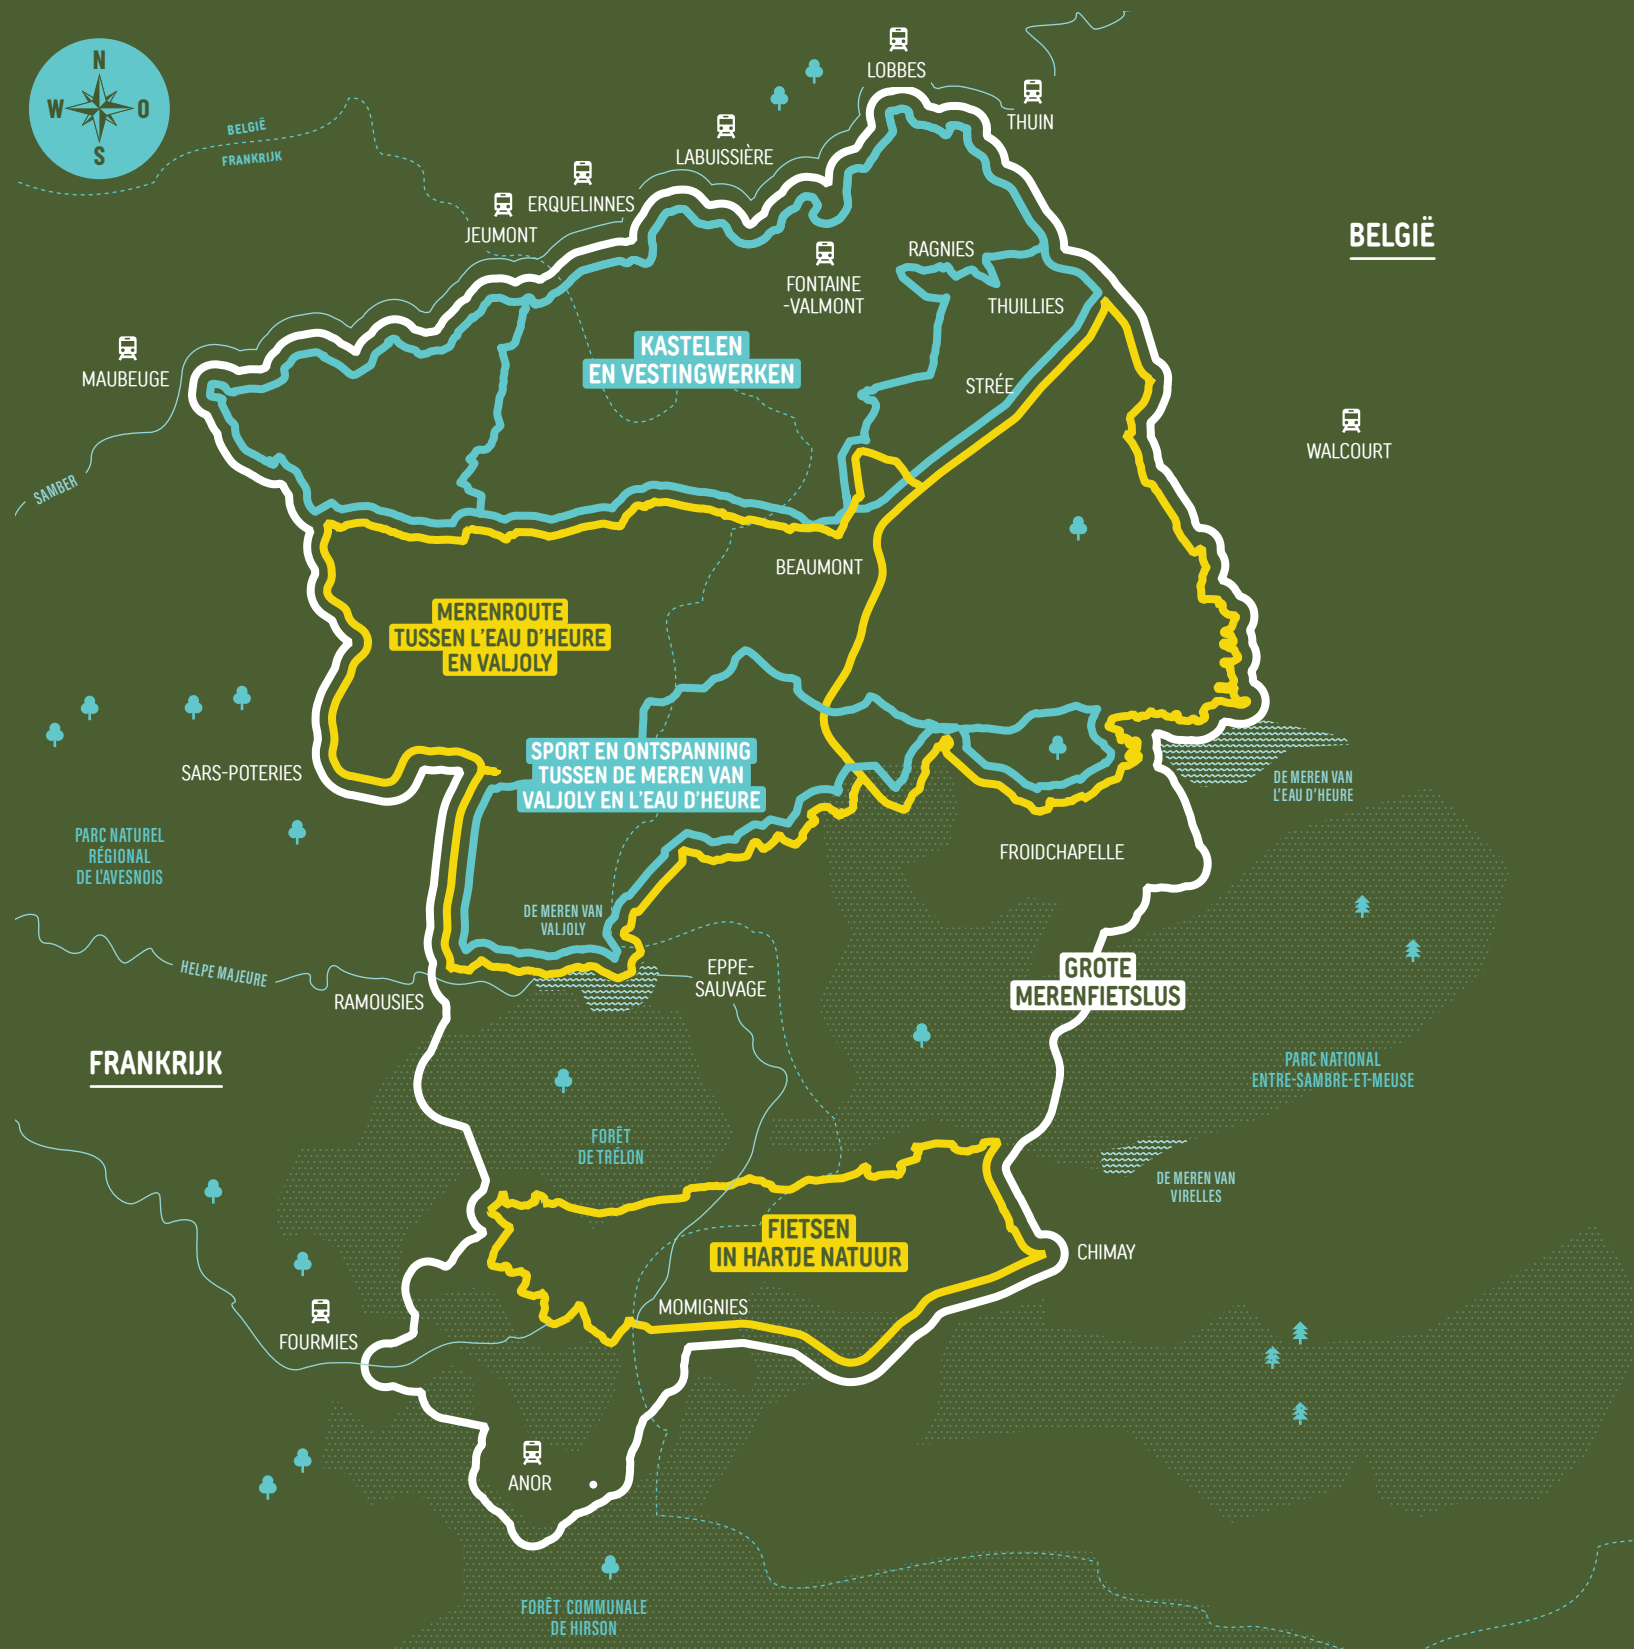 N
W
O
S
BELGIË
FRANKRIJK
LOBBES
THUIN
LABUISSIÈRE
ERQUELINNES
JEUMONT
BELGIË
RAGNIES
FONTAINE
-VALMONT
THUILLIES
KASTELEN
EN VESTINGWERKEN
MAUBEUGE
STRÉE
WALCOURT
SAMBER
BEAUMONT
MERENROUTE
TUSSEN L'EAU D'HEURE
EN VALJOLY
SARS-POTERIES
SPORT EN ONTSPANNING
TUSSEN DE MEREN VAN
VALJOLY EN L'EAU D'HEURE
DE MEREN VAN
L'EAU D'HEURE
PARC NATUREL
RÉGIONAL
DE L'AVESNOIS
FROIDCHAPELLE
DE MEREN VAN
VALJOLY
HELPE MAJEURE
EPPE-
SAUVAGE
GROTE
MERENFIETSLUS
RAMOUSIES
FRANKRIJK
PARC NATIONAL
ENTRE-SAMBRE-ET-MEUSE
FORÊT
DE TRÉLON
DE MEREN VAN
VIRELLES
FIETSEN
IN HARTJE NATUUR
CHIMAY
MOMIGNIES
FOURMIES
ANOR
FORÊT COMMUNALE
DE HIRSON